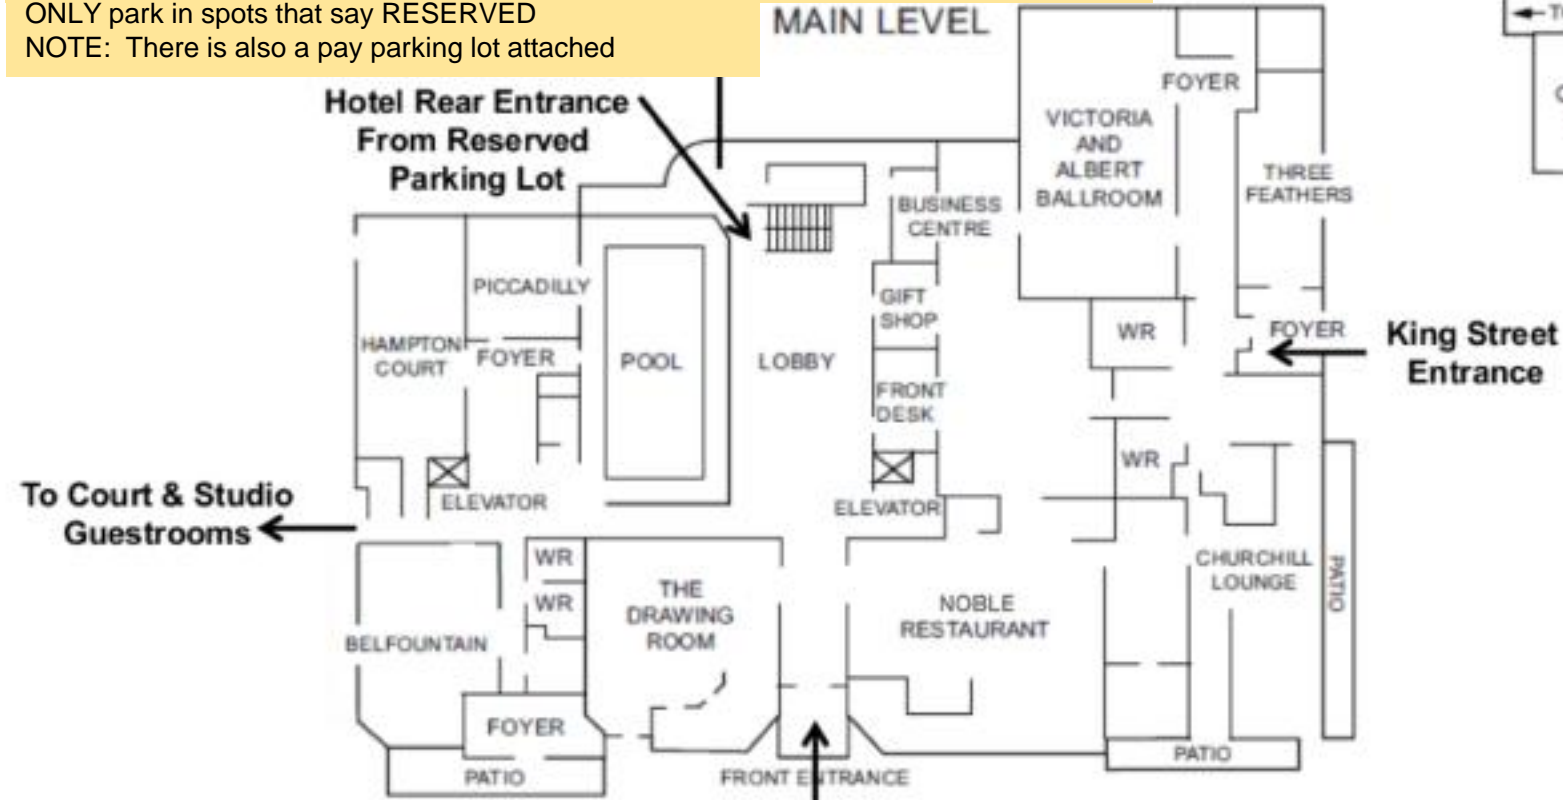 ONLY park in spots that say RESERVED
NOTE:  There is also a pay parking lot attached
MAIN LEVEL
Hotel Rear Entrance
From Reserved
Parking Lot
FOYER
VICTORIA
AND
ALBERT
BALLROOM
THREE
FEATHERS
BUSINESS
CENTRE
PICCADILLY
GIFT
SHOP
HAMPTON
COURT
FOYER
POOL
LOBBY
WR
FOYER
King Street
Entrance
FRONT
DESK
WR
To Court & Studio
Guestrooms
ELEVATOR
ELEVATOR
WR
WR
THE
DRAWING
ROOM
NOBLE
RESTAURANT
CHURCHILL
LOUNGE
PATIO
BELFOUNTAIN
FOYER
PATIO
FRONT ENTRANCE
PATIO